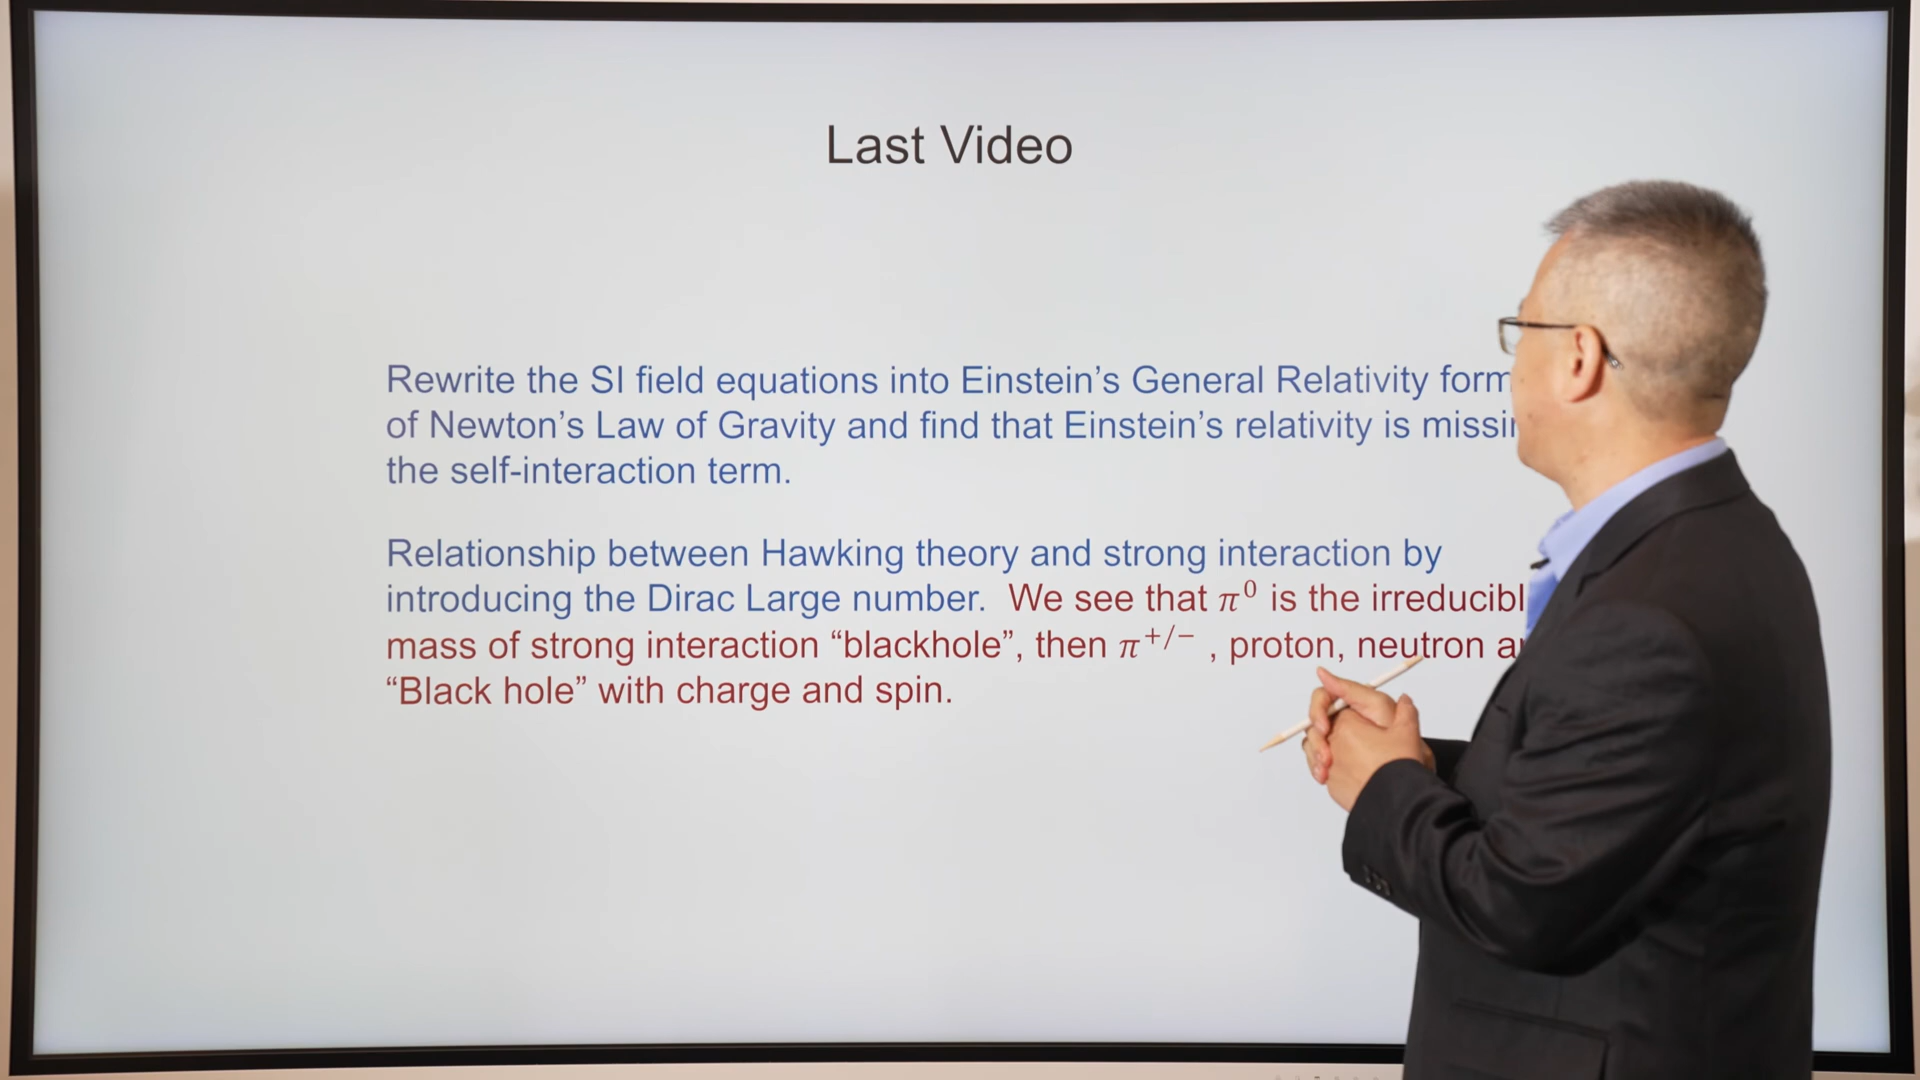 Last Video
Rewrite the SI field equations into Einstein’s General Relativity form
of Newton’s Law of Gravity and find that Einstein’s relativity is
the self-interaction term.
Relationship between Hawking theory and strong interaction by
introducing the Dirac Large number. We see that π⁰ is the
mass of strong interaction “blackhole”, then π⁺/⁻ , proton, neutron
“Black hole” with charge and spin.